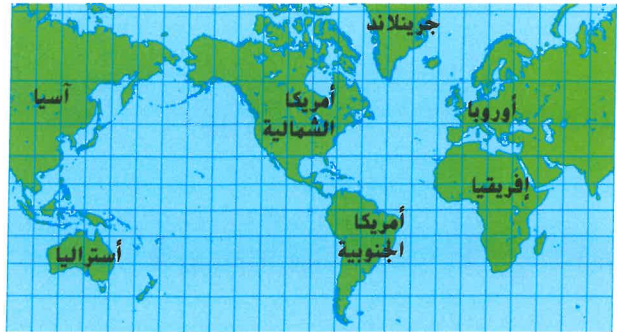 جرينلاند
آسيا
أمريكا
الشمالية
أوروبا
إفريقيا
أمريكا
الجنوبية
أستراليا